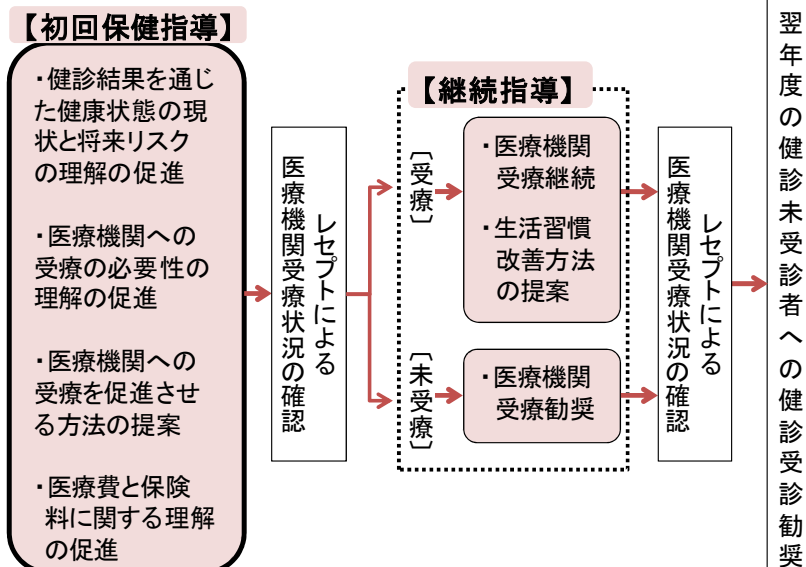 【初回保健指導】
・健診結果を通じ
た健康状態の現
状と将来リスク
の理解の促進
・医療機関への
受療の必要性の
理解の促進
・医療機関への
受療を促進させ
る方法の提案
・医療費と保険
料に関する理解
の促進
レセプトによる
医療機関受療状況の確認
【継続指導】
〔受療〕
・医療機関
受療継続
・生活習慣
改善方法
の提案
〔未受療〕
・医療機関
受療勧奨
レセプトによる
医療機関受療状況の確認
翌年度の健診未受診者への健診受診勧奨